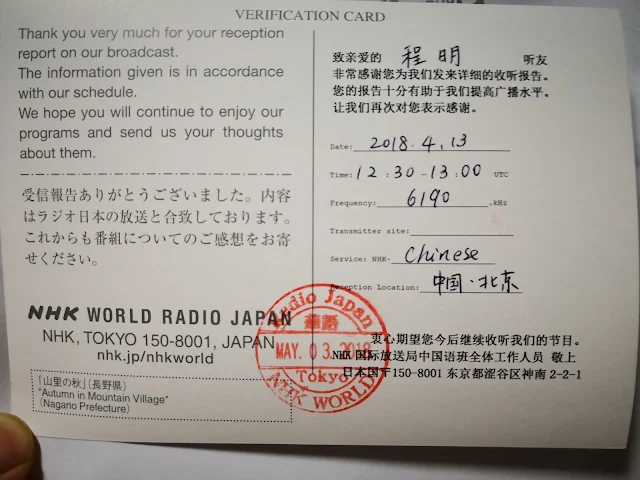 VERIFICATION CARD
Thank you very much for your reception
report on our broadcast.
The information given is in accordance
with our schedule.
We hope you will continue to enjoy our
programs and send us your thoughts
about them.
受信報告ありがとうございました。内容
はラジオ日本の放送と合致しております。
これからも番組についてのご感想をお寄
せください。
NHK WORLD RADIO JAPAN
NHK, TOKYO 150-8001, JAPAN
nhk.jp/nhkworld
「山里の秋」（長野県）
"Autumn in Mountain Village"
(Nagano Prefecture)
致亲爱的 程明 听友
非常感谢您为我们发来详细的收听报告。
您的报告十分有助于我们提高广播水平。
让我们再次对您表示感谢。
Date: 2018.4.13
Time: 12:30-13:00 UTC
Frequency: 6190 .kHz
Transmitter site:
Service: NHK- Chinese
Reception Location: 中国·北京
衷心期望您今后继续收听我们的节目。
NHK国际放送局中国语班全体工作人员 敬上
日本国〒150-8001 东京都涩谷区神南 2-2-1
Radio Japan
華語
MAY. 03. 2018
Tokyo
NHK WORLD